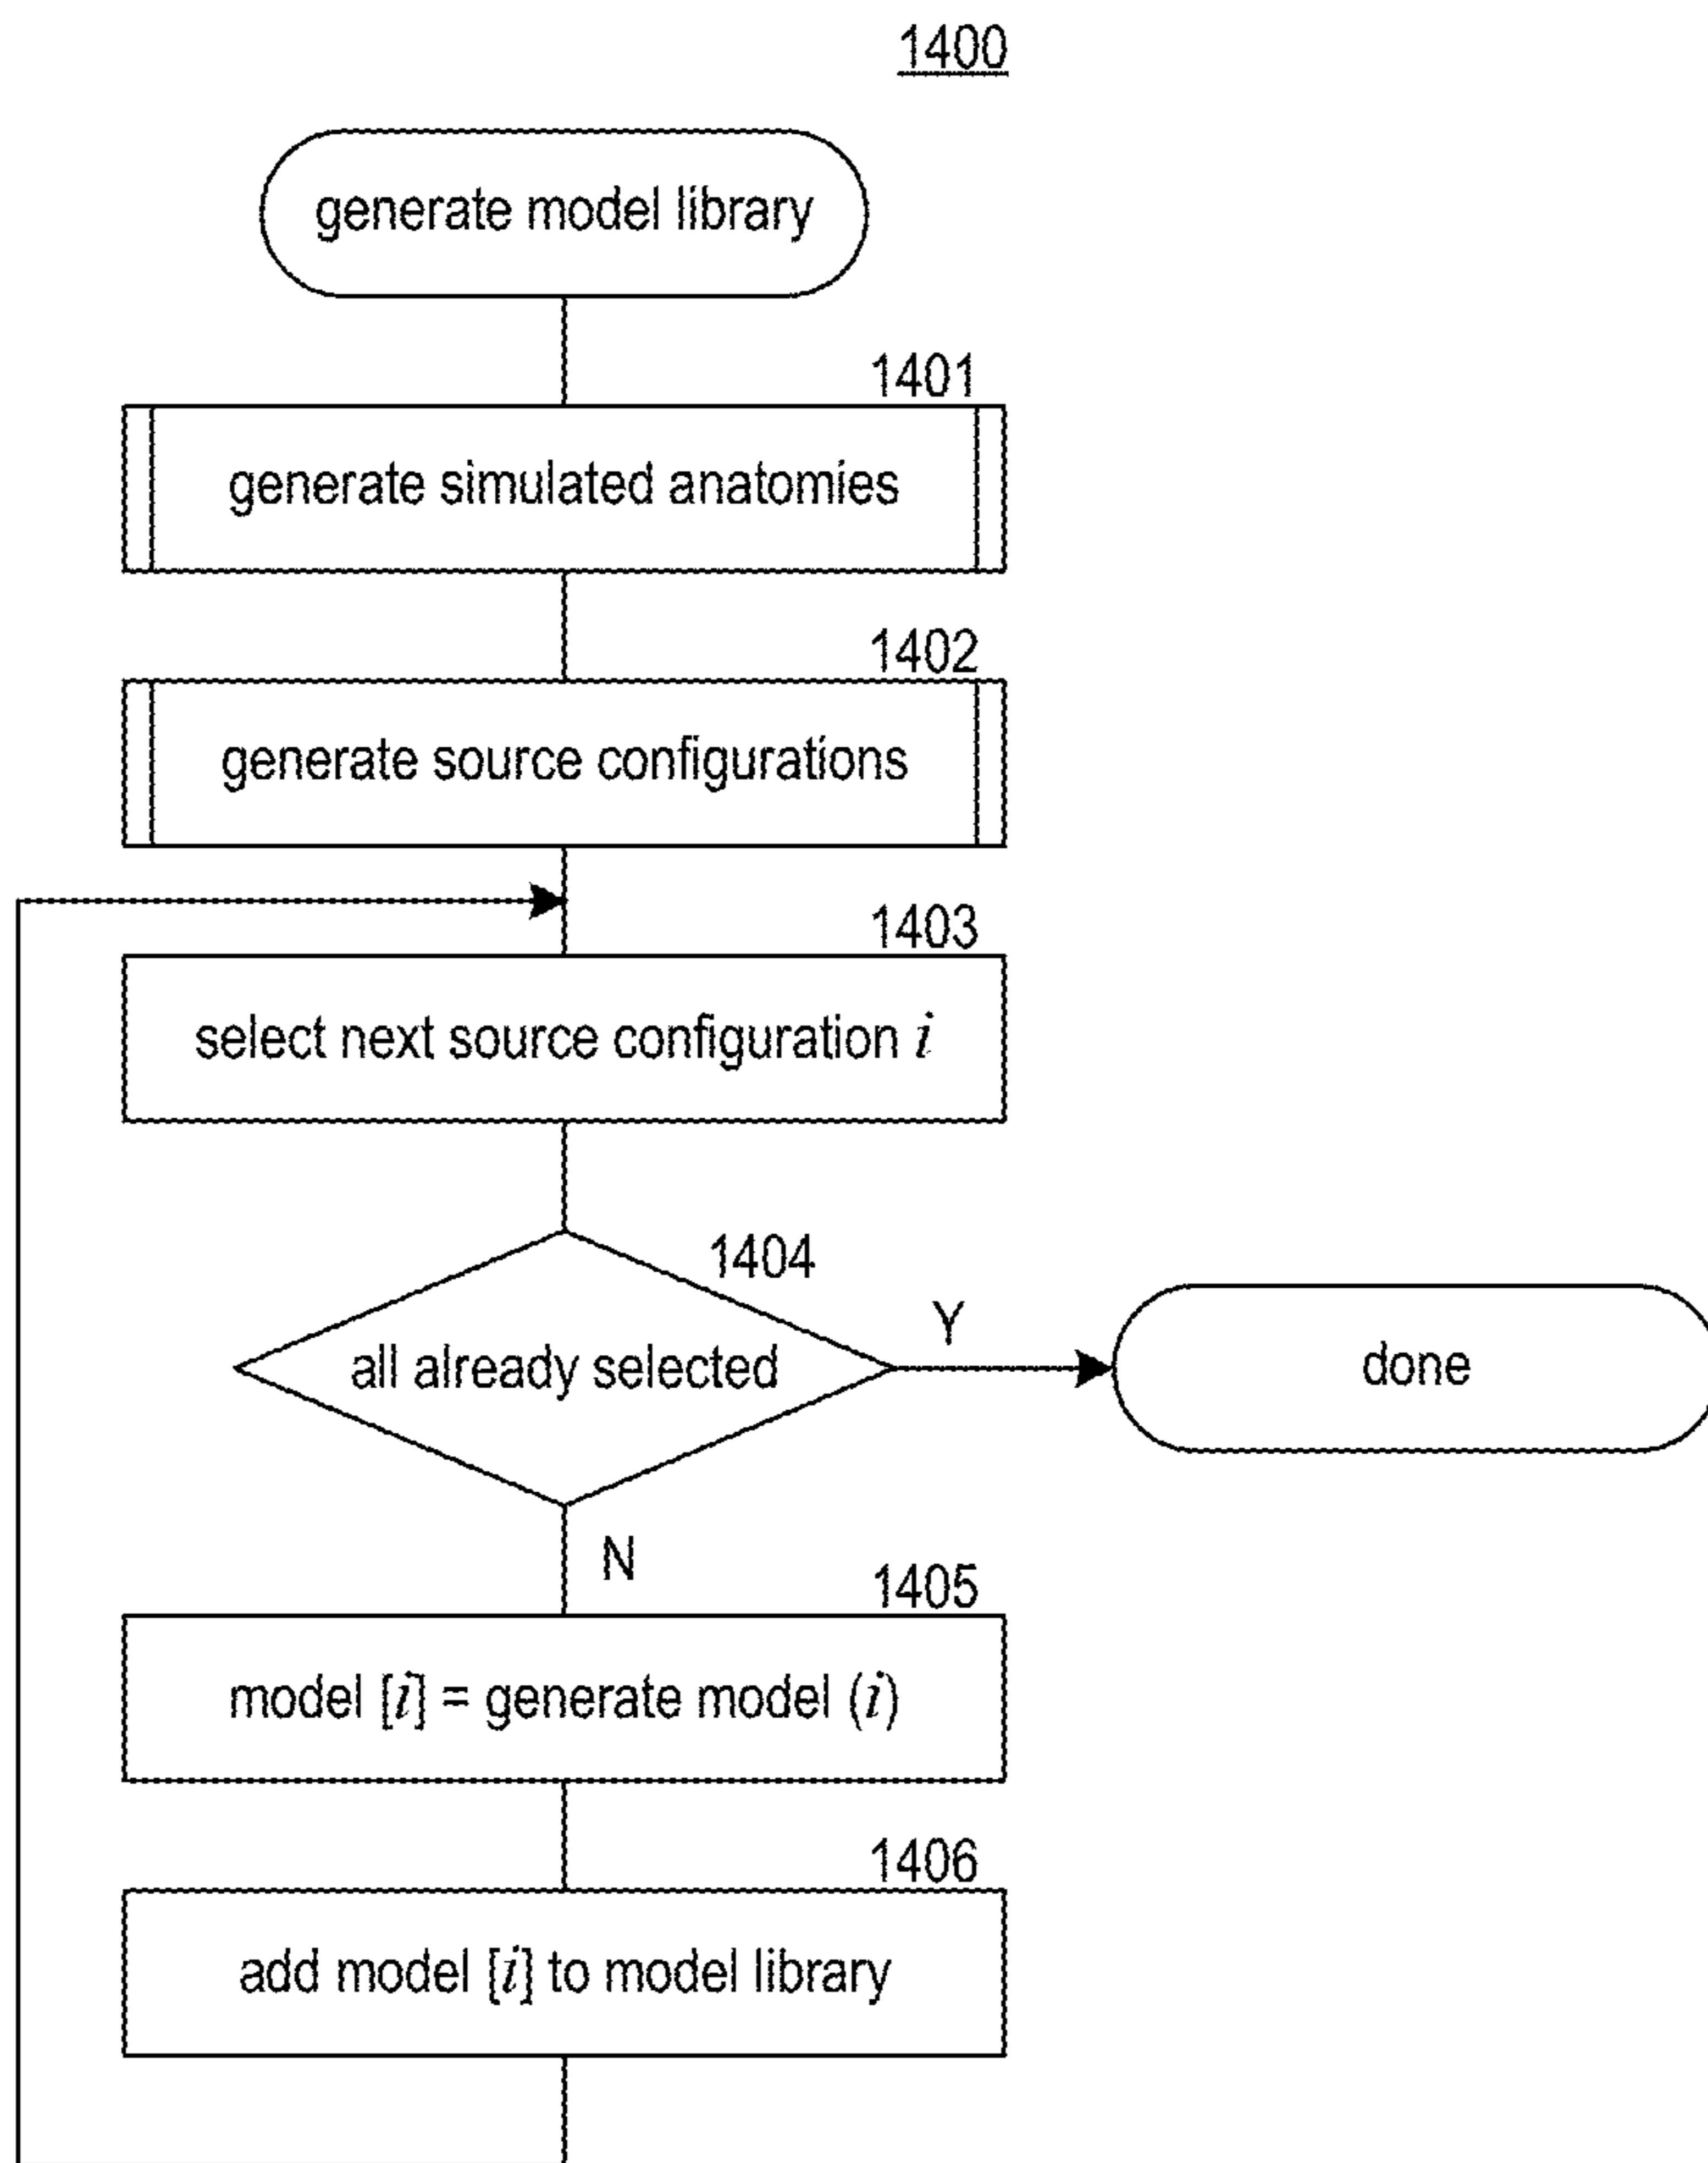 1400
generate model library
1401
generate simulated anatomies
1402
generate source configurations
1403
select next source configuration i
1404
all already selected
Y
done
N
1405
model [i] = generate model (i)
1406
add model [i] to model library